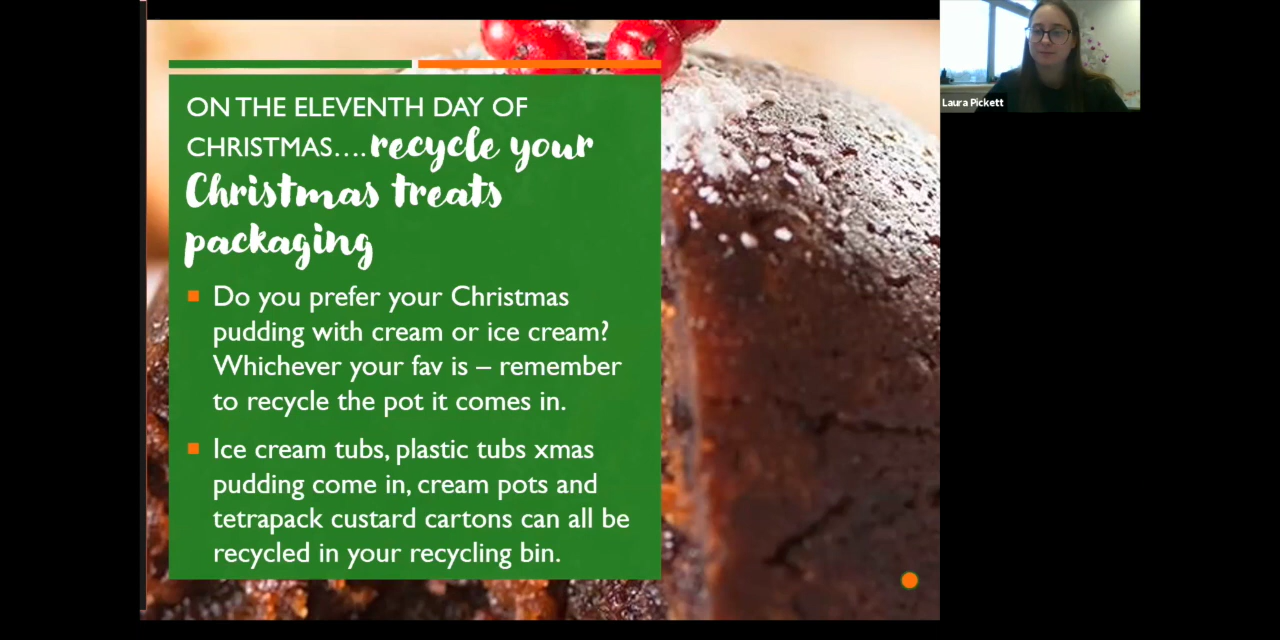 ON THE ELEVENTH DAY OF
CHRISTMAS.... recycle your
Christmas treats
packaging
Do you prefer your Christmas
pudding with cream or ice cream?
Whichever your fav is – remember
to recycle the pot it comes in.
Ice cream tubs, plastic tubs xmas
pudding come in, cream pots and
tetrapack custard cartons can all be
recycled in your recycling bin.
Laura Pickett